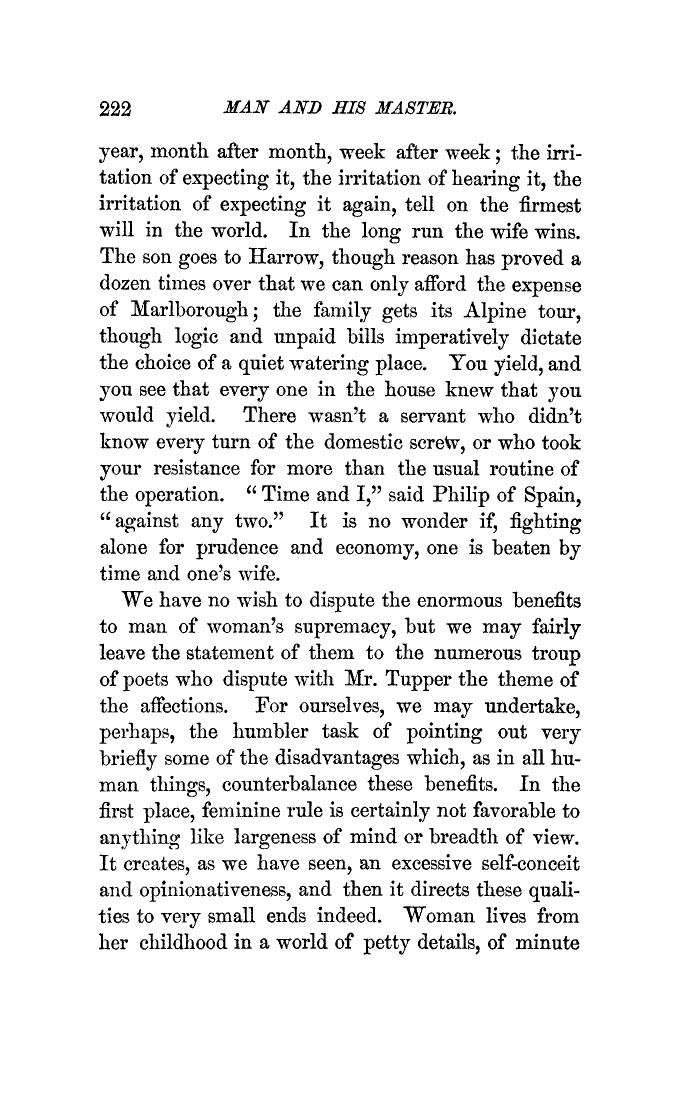 222 MAN AND HIS MASTER.
year, month after month, week after week ; the irri-
tation of expecting it, the irritation of hearing it, the
irritation of expecting it again, tell on the firmest
will in the world. In the long run the wife wins.
The son goes to Harrow, though reason has proved a
dozen times over that we can only afford the expense
of Marlborough ; the family gets its Alpine tour,
though logic and unpaid bills imperatively dictate
the choice of a quiet watering place. You yield, and
you see that every one in the house knew that you
would yield. There wasn’t a servant who didn’t
know every turn of the domestic screw, or who took
your resistance for more than the usual routine of
the operation. “ Time and I,” said Philip of Spain,
“ against any two.” It is no wonder if, fighting
alone for prudence and economy, one is beaten by
time and one’s wife.
We have no wish to dispute the enormous benefits
to man of woman’s supremacy, but we may fairly
leave the statement of them to the numerous troup
of poets who dispute with Mr. Tupper the theme of
the affections. For ourselves, we may undertake,
perhaps, the humbler task of pointing out very
briefly some of the disadvantages which, as in all hu-
man things, counterbalance these benefits. In the
first place, feminine rule is certainly not favorable to
anything like largeness of mind or breadth of view.
It creates, as we have seen, an excessive self-conceit
and opinionativeness, and then it directs these quali-
ties to very small ends indeed. Woman lives from
her childhood in a world of petty details, of minute